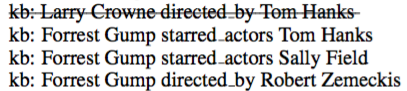 kb: Larry Crowne directed_by Tom Hanks
kb: Forrest Gump starred_actors Tom Hanks
kb: Forrest Gump starred_actors Sally Field
kb: Forrest Gump directed_by Robert Zemeckis